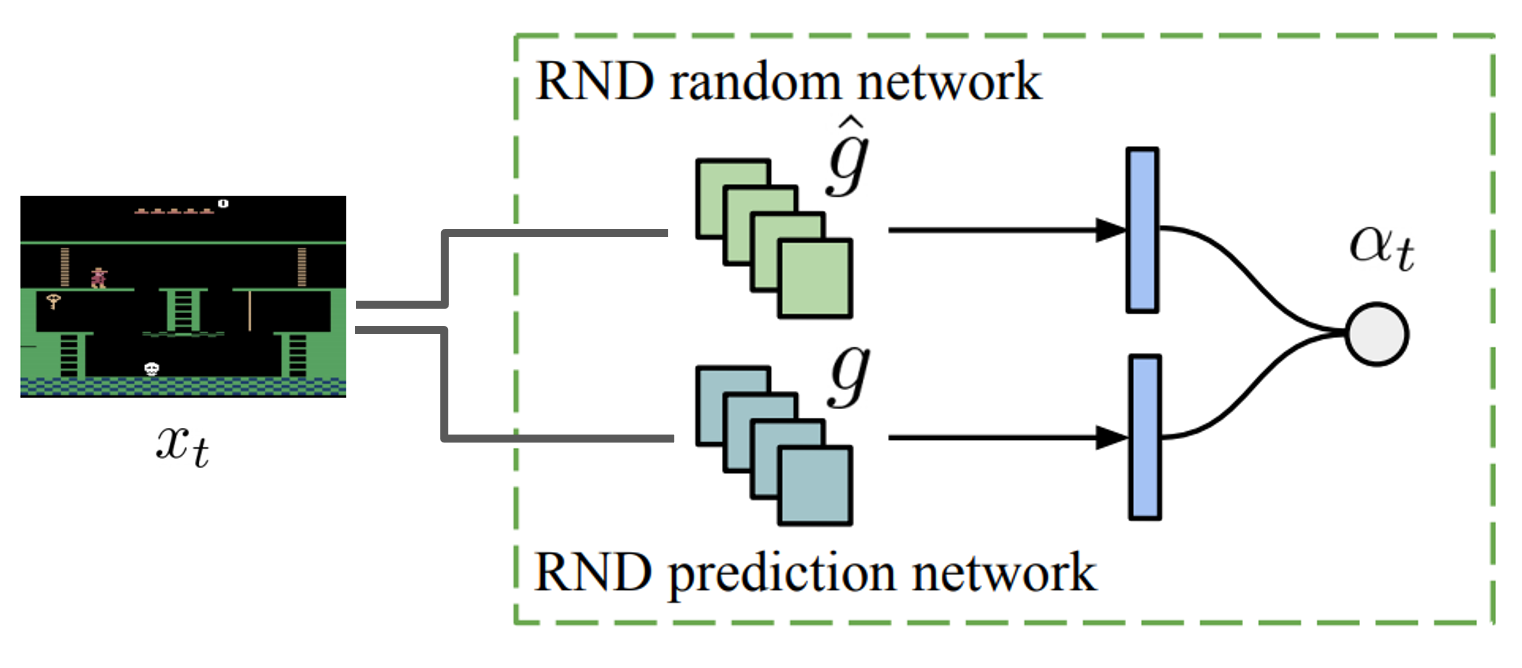 RND random network
ĝ
α_t
g
x_t
RND prediction network